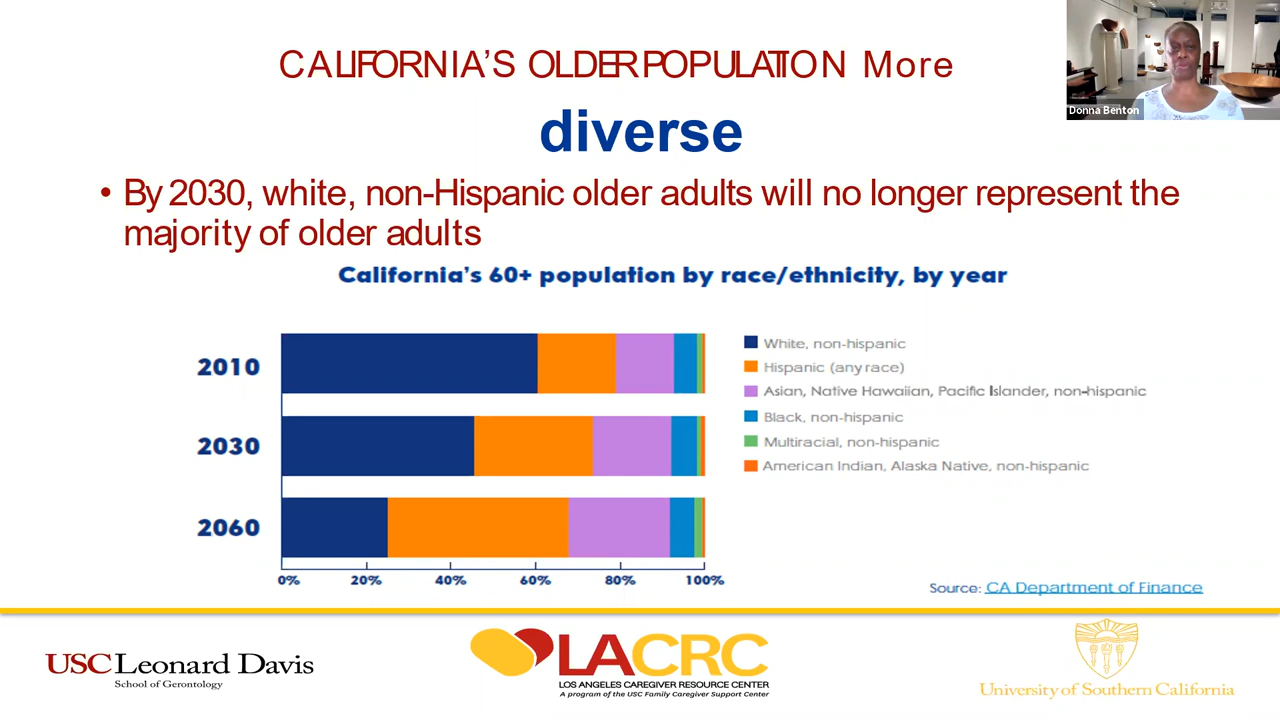 CALIFORNIA'S OLDER POPULATION More
diverse
Donna Benton
• By 2030, white, non-Hispanic older adults will no longer represent the
majority of older adults
California's 60+ population by race/ethnicity, by year
2010
2030
2060
0% 20% 40% 60% 80% 100%
White, non-hispanic
Hispanic (any race)
Asian, Native Hawaiian, Pacific Islander, non-hispanic
Black, non-hispanic
Multiracial, non-hispanic
American Indian, Alaska Native, non-hispanic
Source: CA Department of Finance
USC Leonard Davis
School of Gerontology
LACRC
LOS ANGELES CAREGIVER RESOURCE CENTER
A program of the USC Family Caregiver Support Center
University of Southern California